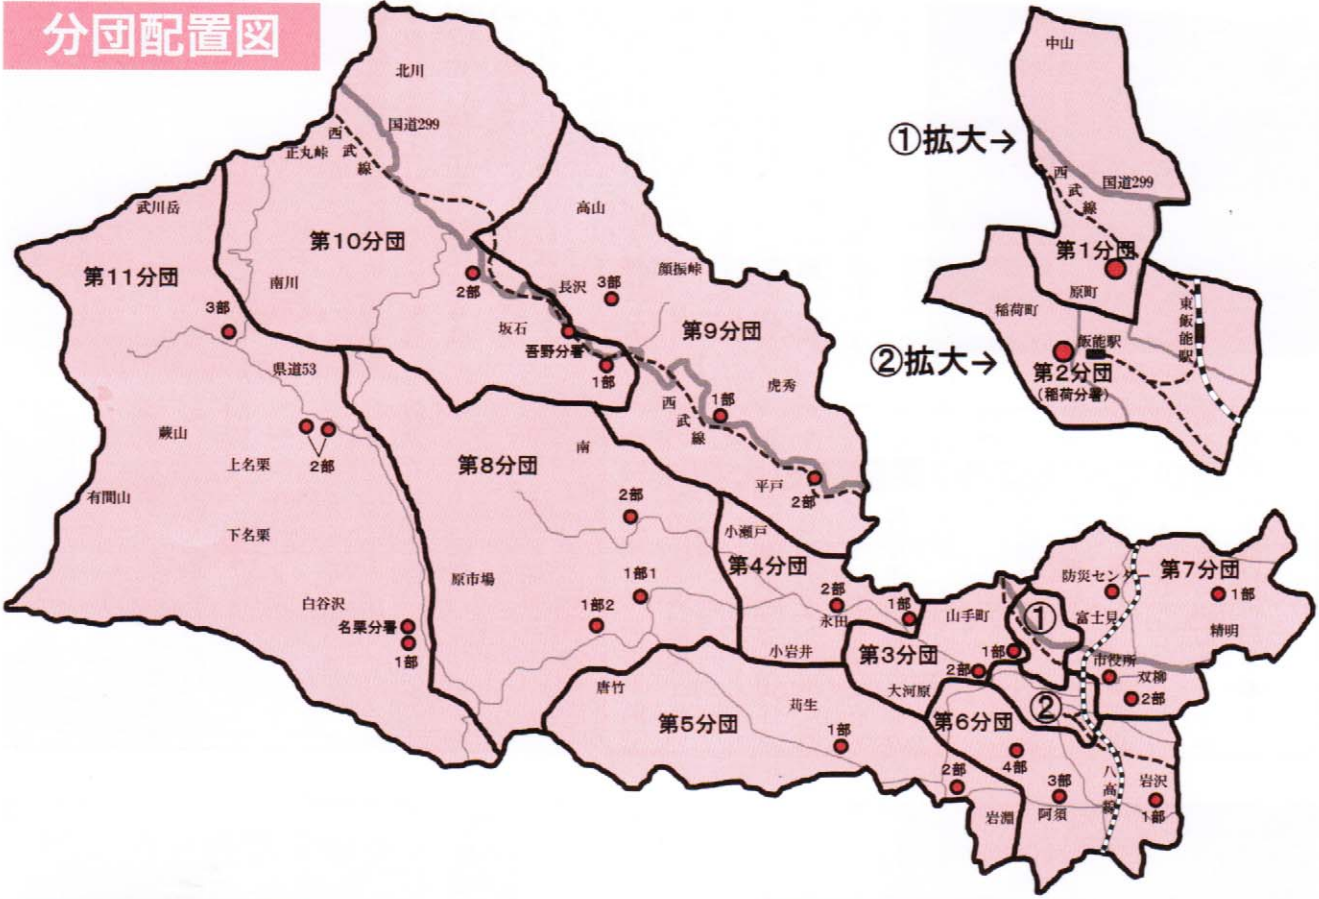 分団配置図
北川
国道299
西武線
正丸峠
武川岳
第10分団
第11分団
南川
2部
3部
高山
長沢
3部
顔振峠
坂石
吾野分署
1部
第9分団
虎秀
1部
西武線
平戸
2部
県道53
蕨山
上名栗
2部
有間山
下名栗
白谷沢
名栗分署
1部
第8分団
南
2部
原市場
1部1
1部2
小瀬戸
第4分団
2部
永田
1部
小岩井
第3分団
山手町
1部
2部
大河原
唐竹
第5分団
苅生
1部
2部
岩淵
第6分団
4部
3部
阿須
八高線
岩沢
1部
①
②
防災センター
富士見
第7分団
1部
精明
市役所
双柳
2部
①拡大→
中山
国道299
西武線
第1分団
原町
②拡大→
稲荷町
飯能駅
東飯能駅
第2分団
(稲荷分署)